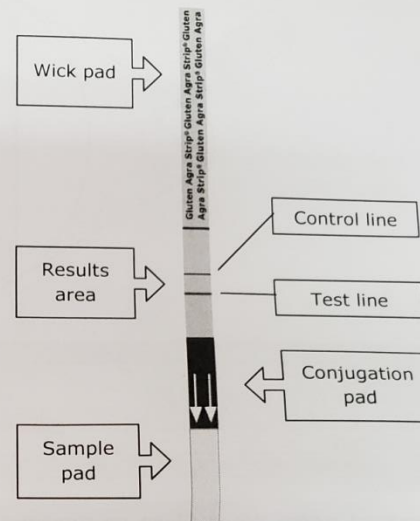 Wick pad
Gluten Agra Strip® Gluten Agra Strip® Gluten
Agra Strip® Gluten Agra Strip® Gluten Agra
Control line
Results
area
Test line
Conjugation
pad
Sample
pad